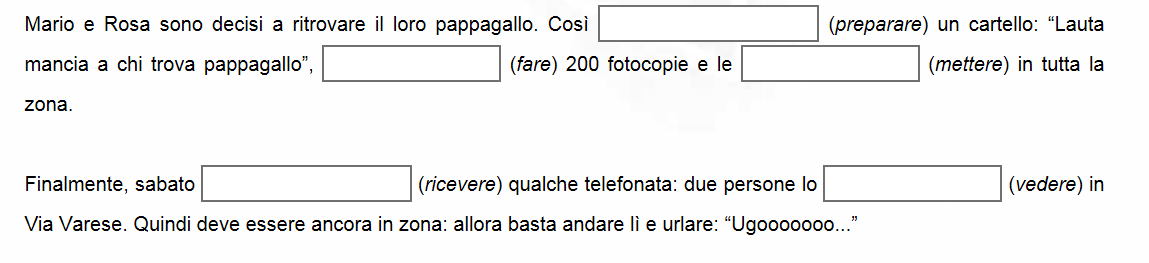 Mario e Rosa sono decisi a ritrovare il loro pappagallo. Così (preparare) un cartello: “Lauta
mancia a chi trova pappagallo”, (fare) 200 fotocopie e le (mettere) in tutta la
zona.
Finalmente, sabato (ricevere) qualche telefonata: due persone lo (vedere) in
Via Varese. Quindi deve essere ancora in zona: allora basta andare lì e urlare: “Ugooooooo...”